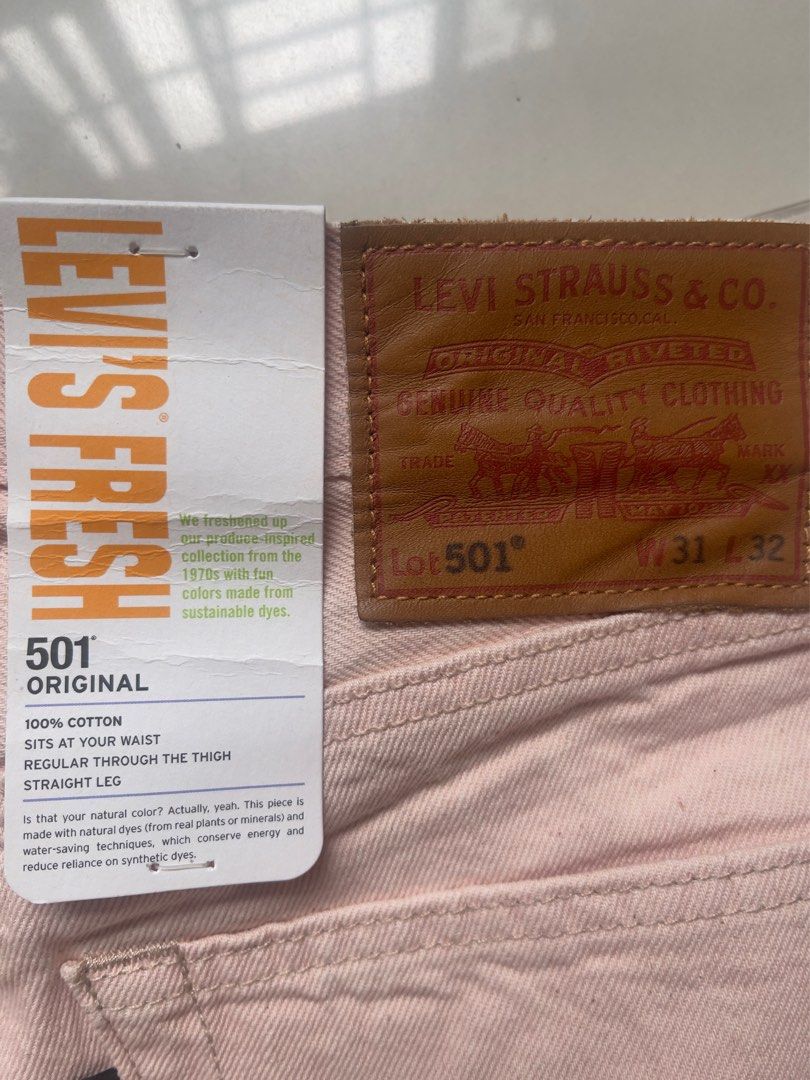 LEVI'S® FRESH
We freshened up
our produce-inspired
collection from the
1970s with fun
colors made from
sustainable dyes.
501®
ORIGINAL
100% COTTON
SITS AT YOUR WAIST
REGULAR THROUGH THE THIGH
STRAIGHT LEG
Is that your natural color? Actually, yeah. This piece is
made with natural dyes (from real plants or minerals) and
water-saving techniques, which conserve energy and
reduce reliance on synthetic dyes.
LEVI STRAUSS & CO.
SAN FRANCISCO, CAL.
ORIGINAL RIVETED
GENUINE QUALITY CLOTHING
TRADE MARK
XX
PATENTED MAY 20
Lot 501® W 31 L 32